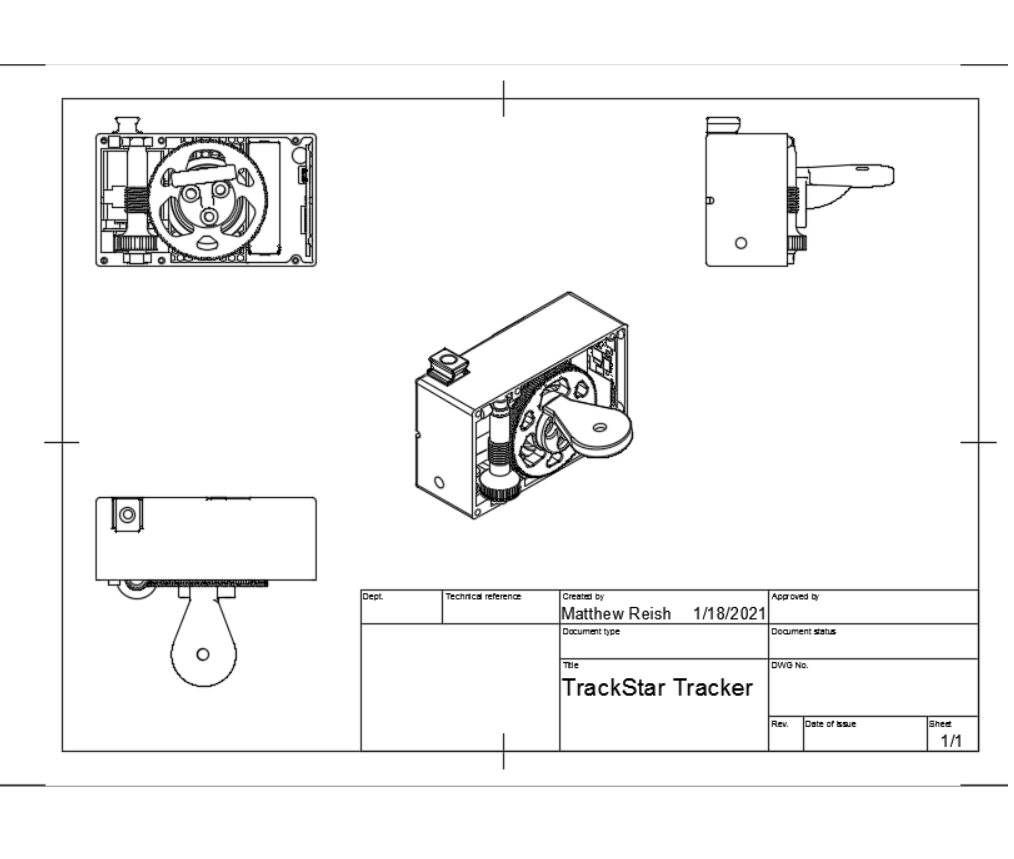 Dept.
Technical reference
Created by
Approved by
Matthew Reish 1/18/2021
Document type
Document status
Title
DWG No.
TrackStar Tracker
Rev.
Date of issue
Sheet
1/1